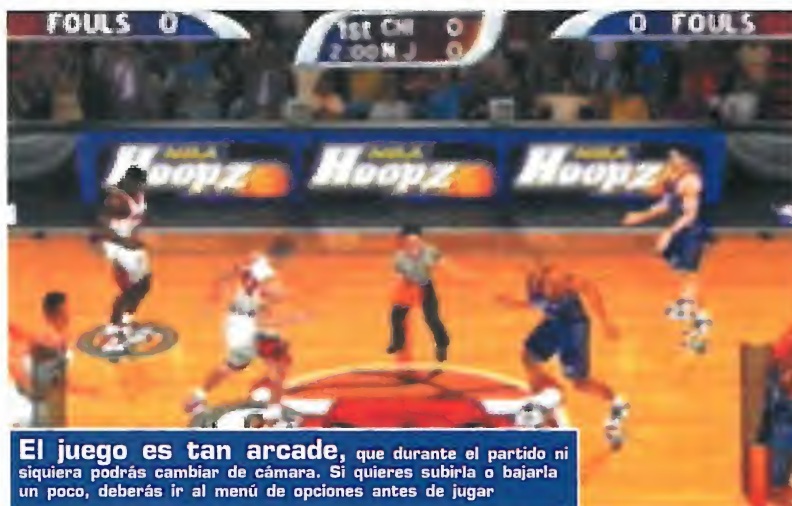 FOULS 0
1ST CHI 0
2:00 N J 0
0 FOULS
NBA Hoopz NBA Hoopz NBA Hoopz
El juego es tan arcade, que durante el partido ni
siquiera podrás cambiar de cámara. Si quieres subirla o bajarla
un poco, deberás ir al menú de opciones antes de jugar